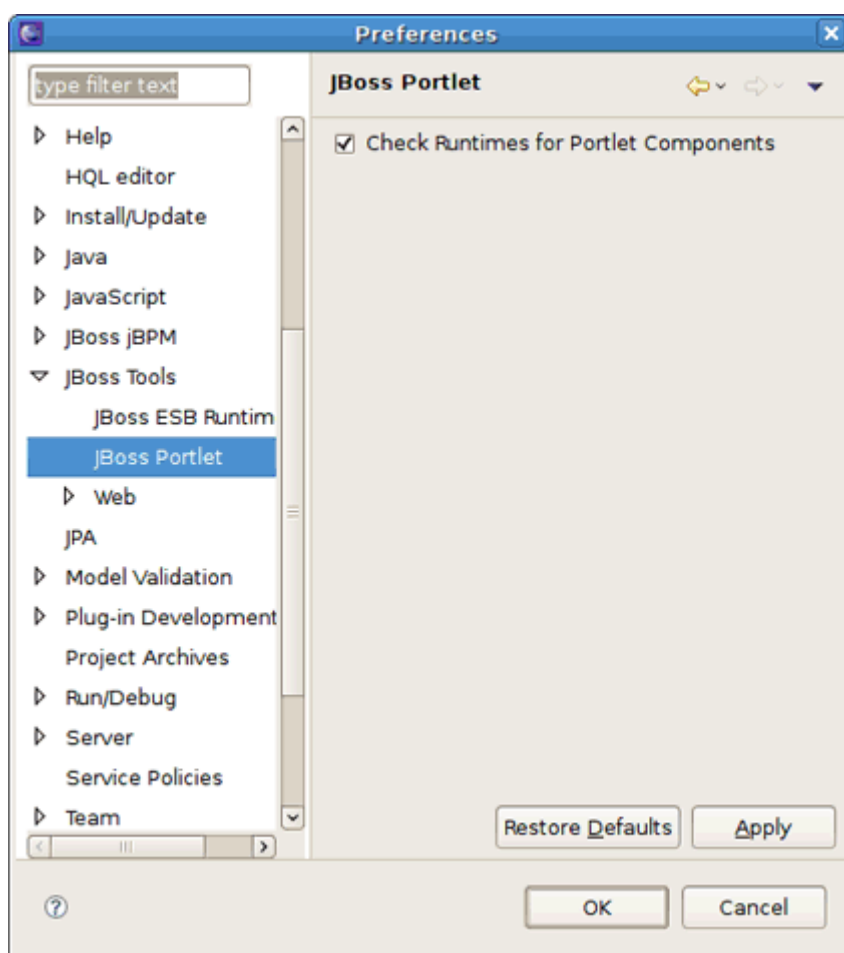 Preferences
type filter text
Help
HQL editor
Install/Update
Java
JavaScript
JBoss jBPM
JBoss Tools
JBoss ESB Runtim
JBoss Portlet
Web
JPA
Model Validation
Plug-in Development
Project Archives
Run/Debug
Server
Service Policies
Team
JBoss Portlet
Check Runtimes for Portlet Components
Restore Defaults
Apply
OK
Cancel